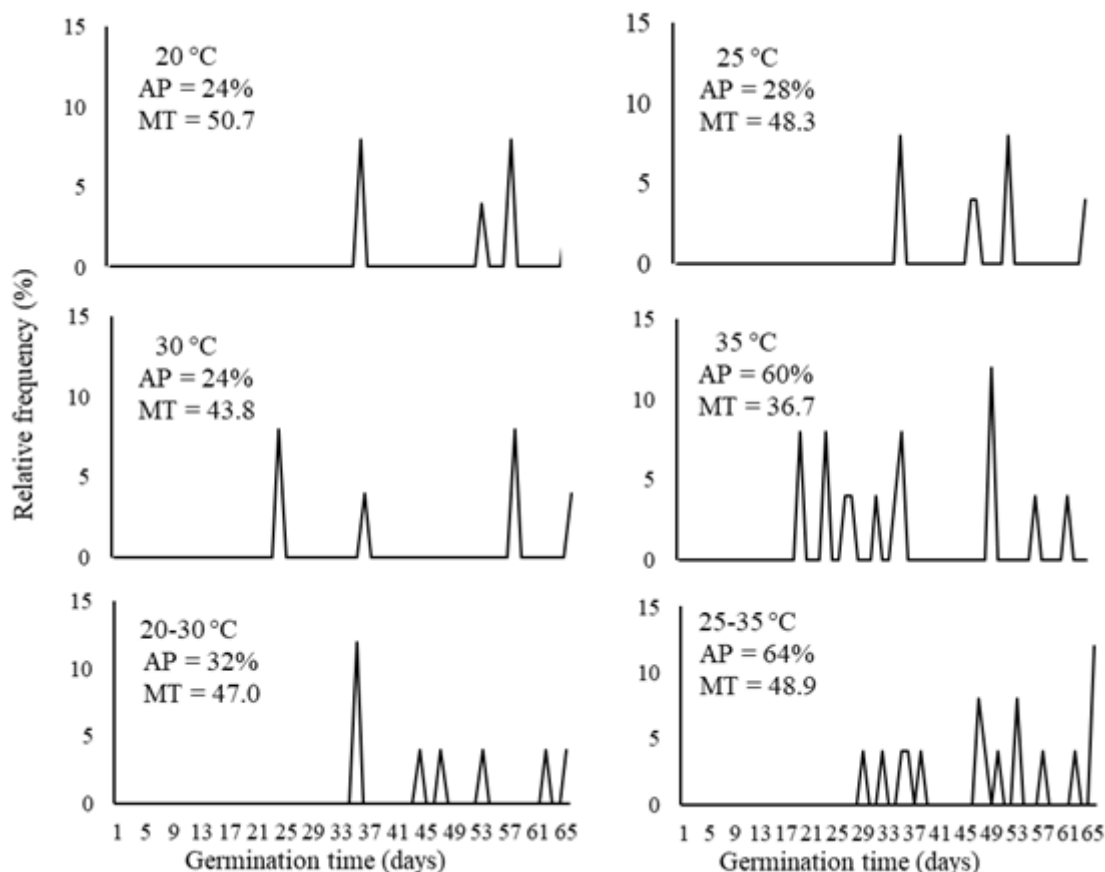 Relative frequency (%)
15
10
5
0
20 °C
AP = 24%
MT = 50.7
15
10
5
0
25 °C
AP = 28%
MT = 48.3
15
10
5
0
30 °C
AP = 24%
MT = 43.8
15
10
5
0
35 °C
AP = 60%
MT = 36.7
15
10
5
0
20-30 °C
AP = 32%
MT = 47.0
1 5 9 13 17 21 25 29 33 37 41 45 49 53 57 61 65
Germination time (days)
15
10
5
0
25-35 °C
AP = 64%
MT = 48.9
1 5 9 13 17 21 25 29 33 37 41 45 49 53 57 61 65
Germination time (days)